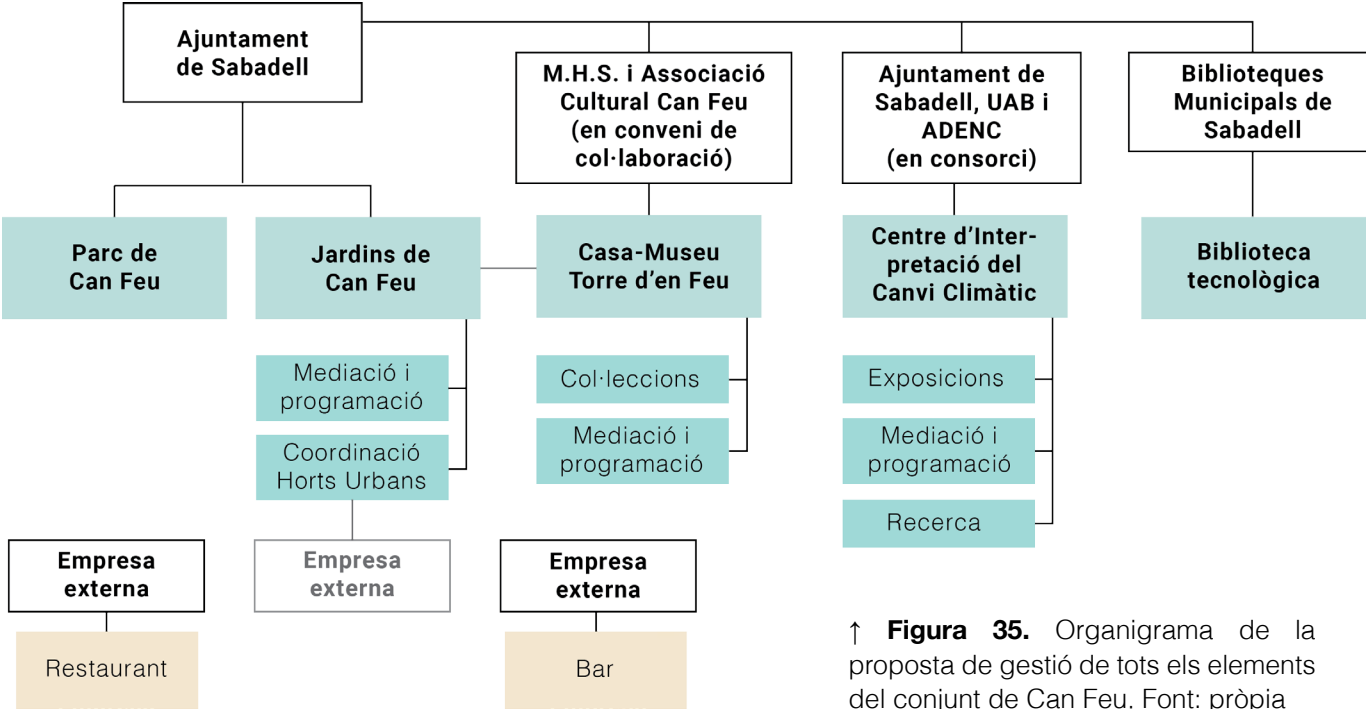 Ajuntament
de Sabadell
M.H.S. i Associació
Cultural Can Feu
(en conveni de
col·laboració)
Ajuntament de
Sabadell, UAB i
ADENC
(en consorci)
Biblioteques
Municipals de
Sabadell
Parc de
Can Feu
Jardins de
Can Feu
Casa-Museu
Torre d'en Feu
Centre d'Inter-
pretació del
Canvi Climàtic
Biblioteca
tecnològica
Mediació i
programació
Coordinació
Horts Urbans
Col·leccions
Mediació i
programació
Exposicions
Mediació i
programació
Recerca
Empresa
externa
Empresa
externa
Empresa
externa
Restaurant
Bar
↑ Figura 35. Organigrama de la
proposta de gestió de tots els elements
del conjunt de Can Feu. Font: pròpia